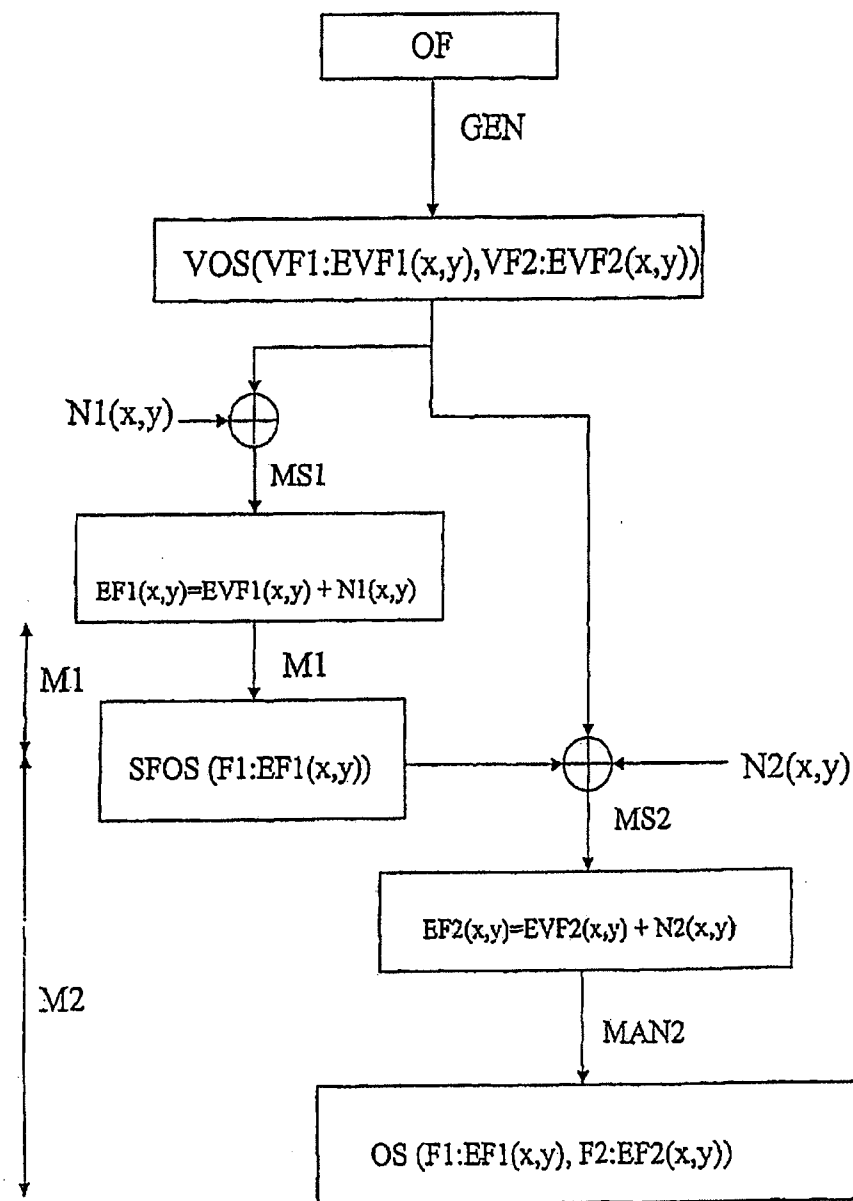 OF
GEN
VOS(VF1:EVF1(x,y),VF2:EVF2(x,y))
N1(x,y)
MS1
EF1(x,y)=EVF1(x,y) + N1(x,y)
M1
M1
SFOS (F1:EF1(x,y))
N2(x,y)
MS2
EF2(x,y)=EVF2(x,y) + N2(x,y)
M2
MAN2
OS (F1:EF1(x,y), F2:EF2(x,y))